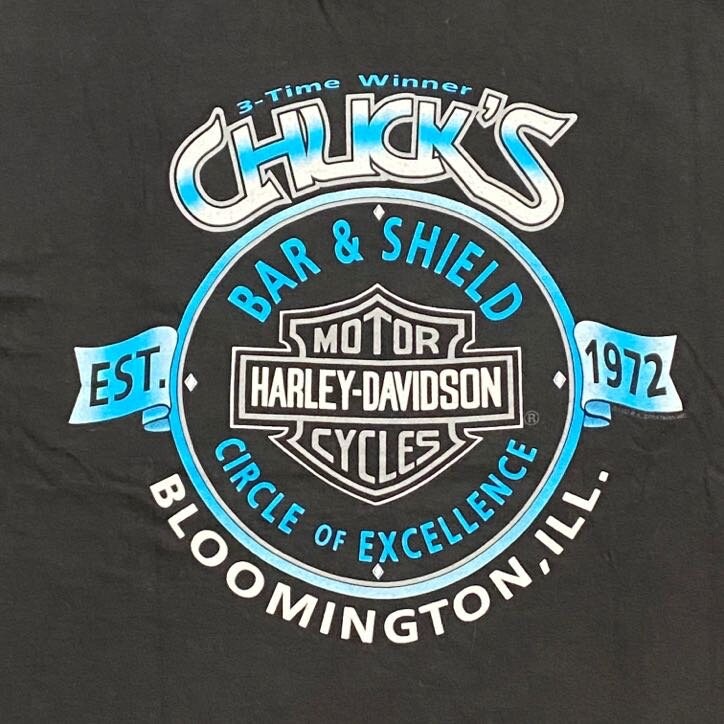 3-Time Winner
CHUCK'S
BAR & SHIELD
MOTOR
HARLEY-DAVIDSON
®
CYCLES
EST.
1972
CIRCLE OF EXCELLENCE
BLOOMINGTON, ILL.